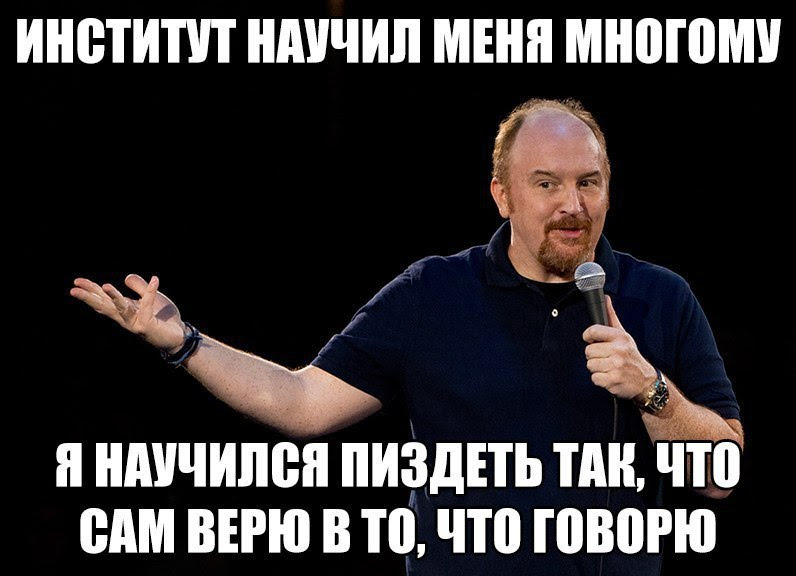 ИНСТИТУТ НАУЧИЛ МЕНЯ МНОГОМУ
Я НАУЧИЛСЯ ПИЗДЕТЬ ТАК, ЧТО
САМ ВЕРЮ В ТО, ЧТО ГОВОРЮ